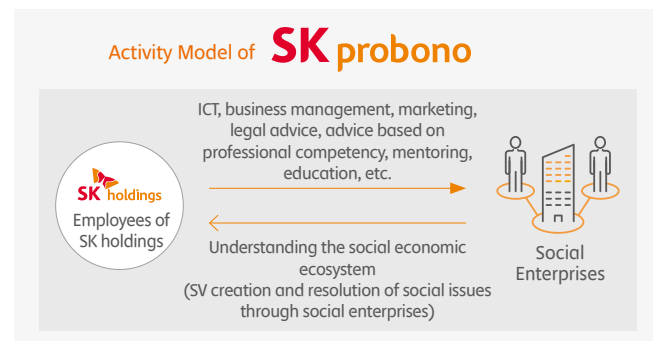 Activity Model of SK probono
ICT, business management, marketing,
legal advice, advice based on
professional competency, mentoring,
education, etc.
SK holdings
Employees of
SK holdings
Understanding the social economic
ecosystem
(SV creation and resolution of social issues
through social enterprises)
Social
Enterprises